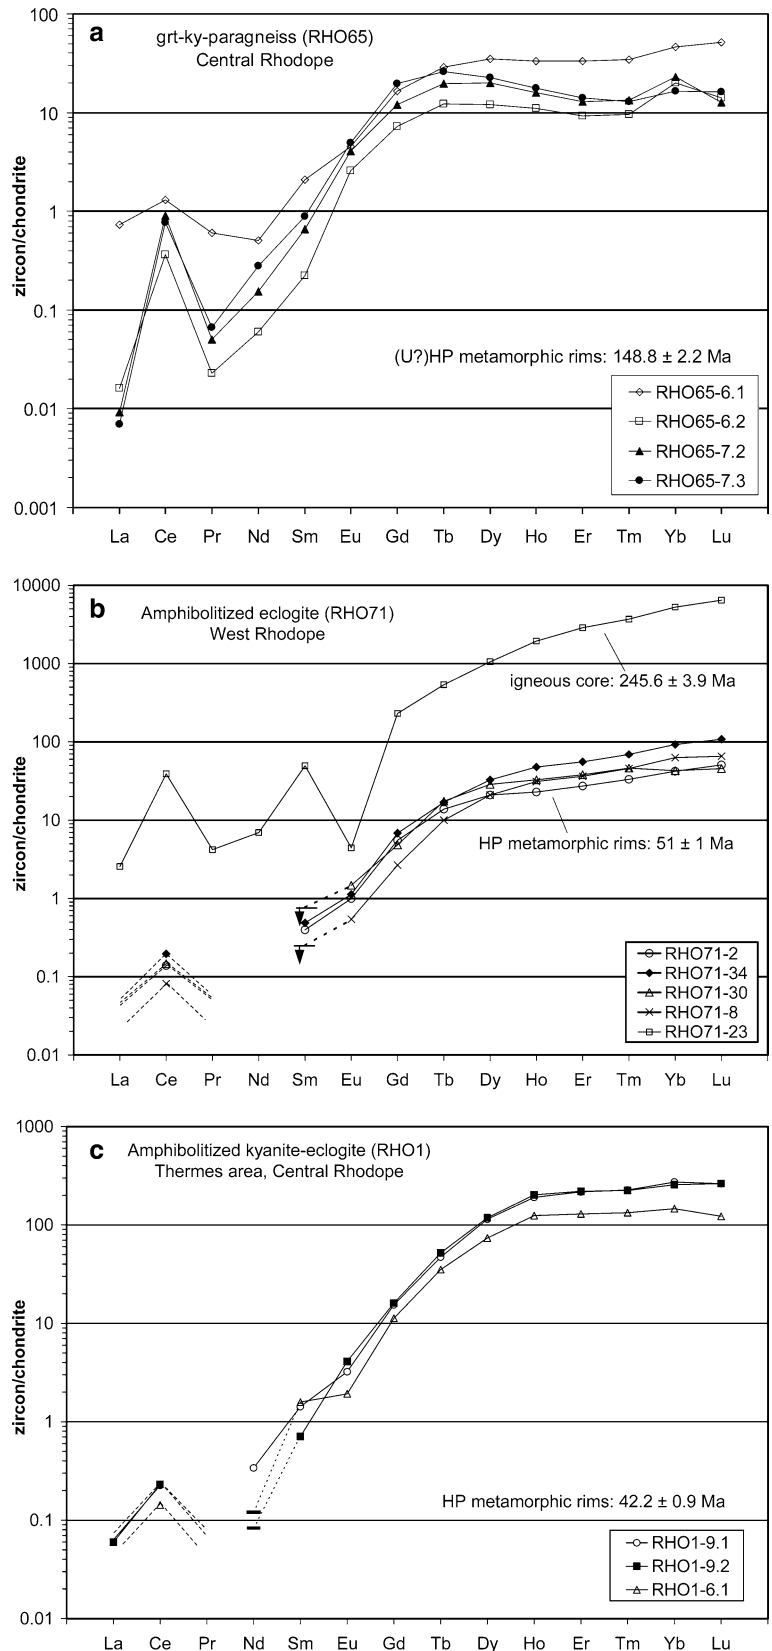 a
grt-ky-paragneiss (RHO65)
Central Rhodope
100
10
1
0.1
0.01
0.001
zircon/chondrite
(U?)HP metamorphic rims: 148.8 ± 2.2 Ma
RHO65-6.1
RHO65-6.2
RHO65-7.2
RHO65-7.3
La Ce Pr Nd Sm Eu Gd Tb Dy Ho Er Tm Yb Lu
b
Amphibolitized eclogite (RHO71)
West Rhodope
10000
1000
100
10
1
0.1
0.01
zircon/chondrite
igneous core: 245.6 ± 3.9 Ma
HP metamorphic rims: 51 ± 1 Ma
RHO71-2
RHO71-34
RHO71-30
RHO71-8
RHO71-23
La Ce Pr Nd Sm Eu Gd Tb Dy Ho Er Tm Yb Lu
c
Amphibolitized kyanite-eclogite (RHO1)
Thermes area, Central Rhodope
1000
100
10
1
0.1
0.01
zircon/chondrite
HP metamorphic rims: 42.2 ± 0.9 Ma
RHO1-9.1
RHO1-9.2
RHO1-6.1
La Ce Pr Nd Sm Eu Gd Tb Dy Ho Er Tm Yb Lu